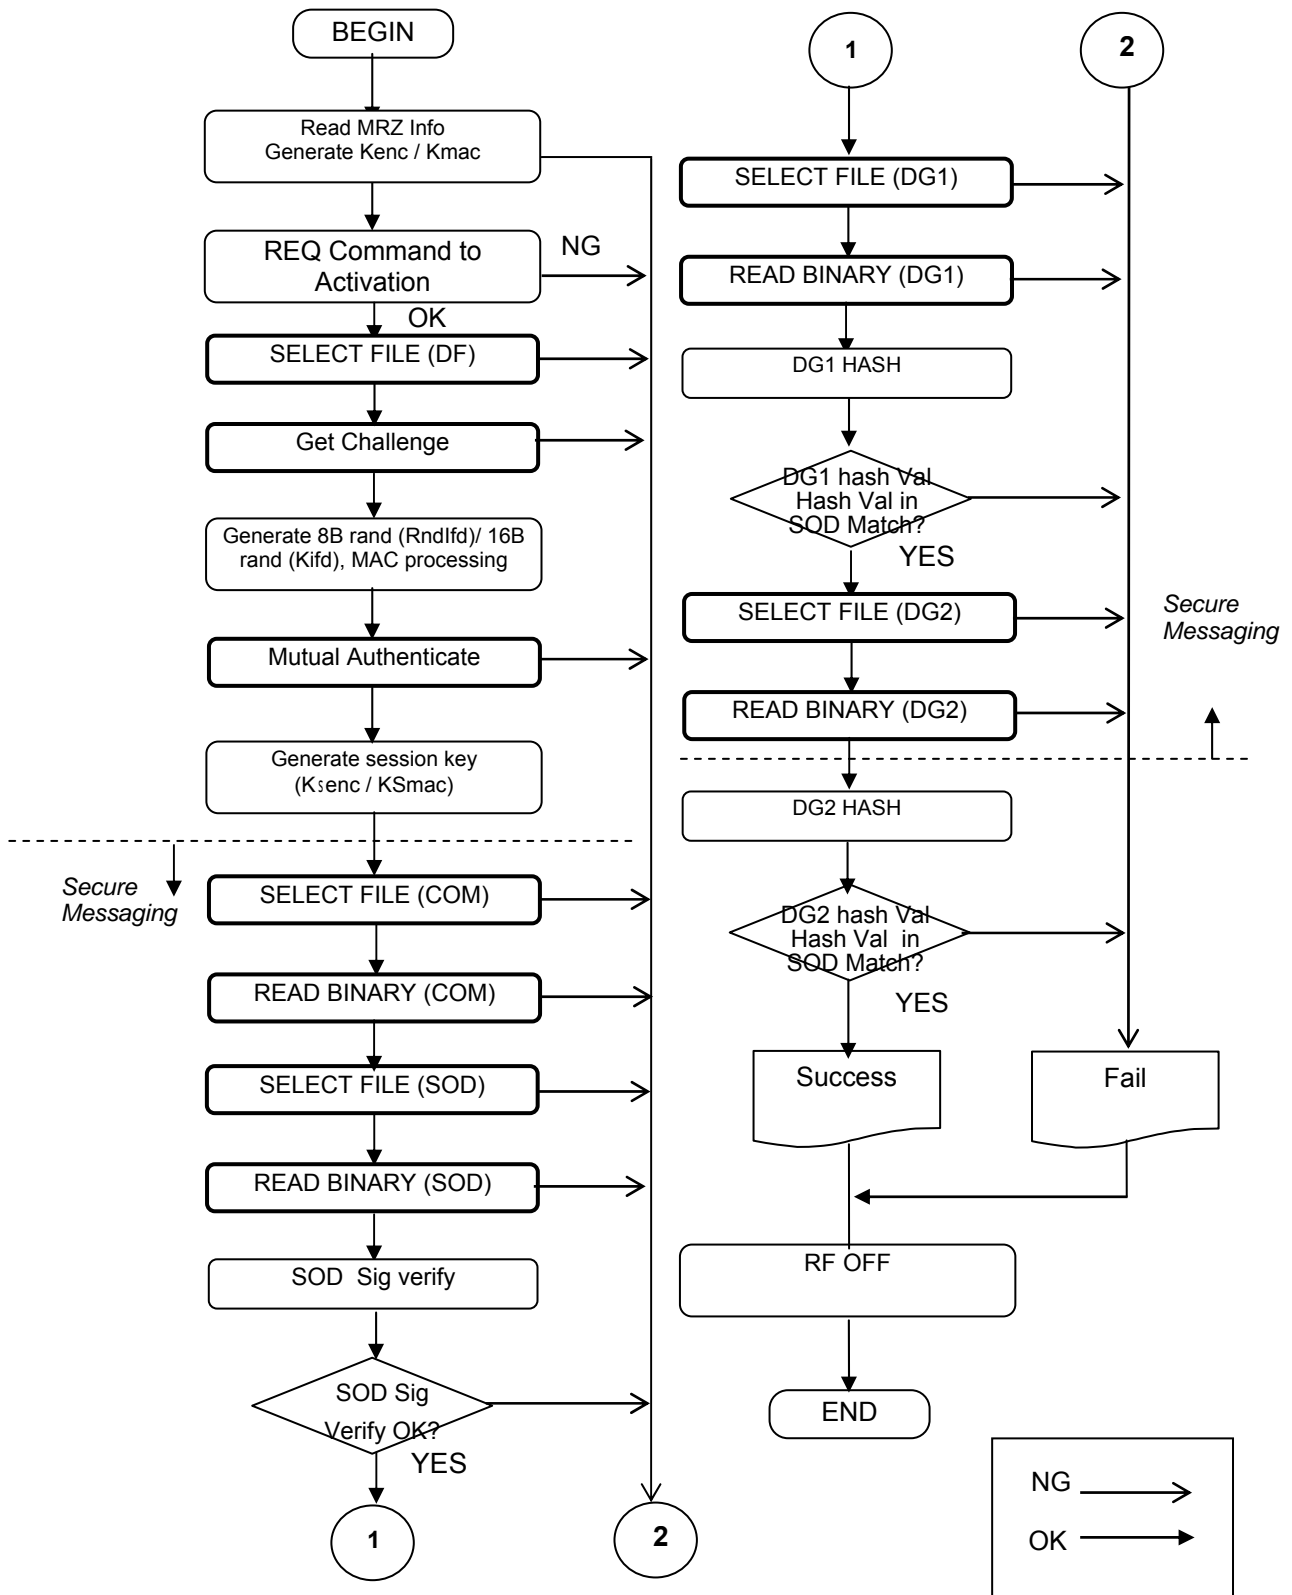 BEGIN
Read MRZ Info
Generate Kenc / Kmac
REQ Command to
Activation
NG
OK
SELECT FILE (DF)
Get Challenge
Generate 8B rand (RndIfd)/ 16B
rand (Kifd), MAC processing
Mutual Authenticate
Generate session key
(Ksenc / KSmac)
Secure
Messaging
SELECT FILE (COM)
READ BINARY (COM)
SELECT FILE (SOD)
READ BINARY (SOD)
SOD Sig verify
SOD Sig
Verify OK?
YES
1
2
1
2
SELECT FILE (DG1)
READ BINARY (DG1)
DG1 HASH
DG1 hash Val
Hash Val in
SOD Match?
YES
SELECT FILE (DG2)
Secure
Messaging
READ BINARY (DG2)
DG2 HASH
DG2 hash Val
Hash Val in
SOD Match?
YES
Success
Fail
RF OFF
END
NG
OK